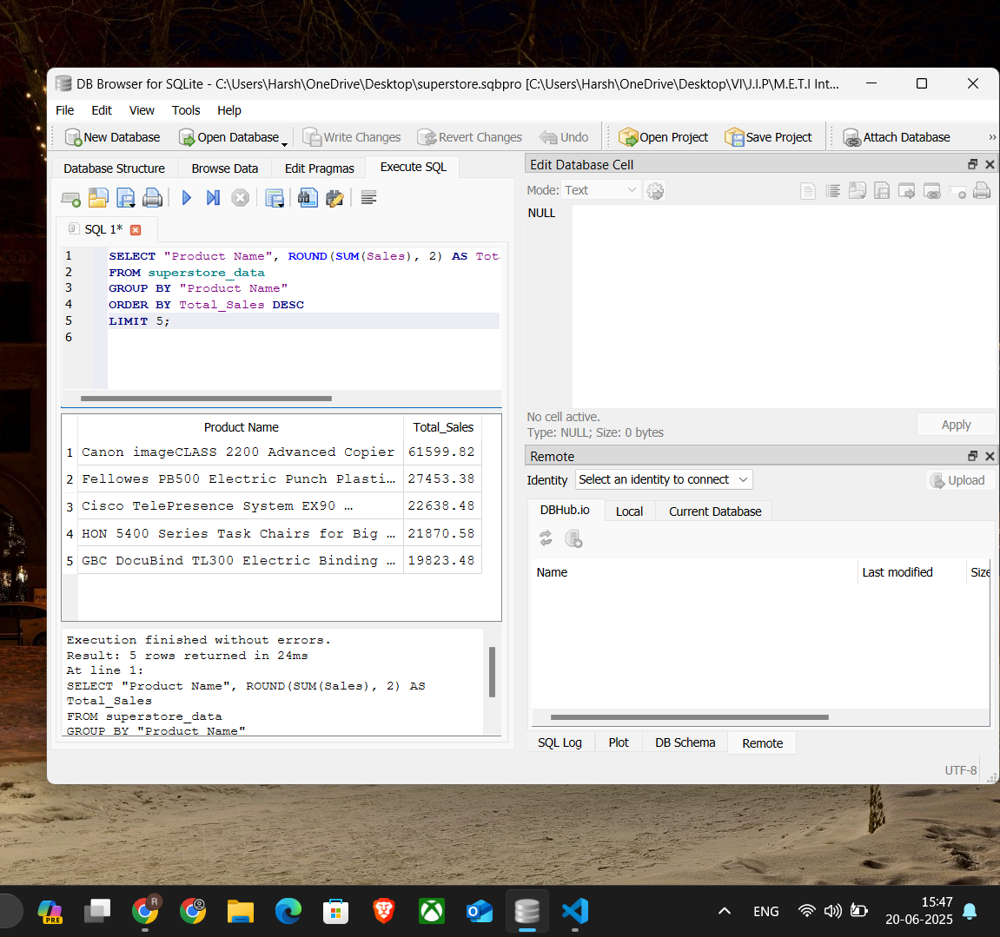 DB Browser for SQLite - C:\Users\Harsh\OneDrive\Desktop\superstore.sqbpro [C:\Users\Harsh\OneDrive\Desktop\VI\J.I.P\M.E.T.I Int...
File Edit View Tools Help
New Database Open Database Write Changes Revert Changes Undo Open Project Save Project Attach Database »
Database Structure Browse Data Edit Pragmas Execute SQL
SQL 1*
1 SELECT "Product Name", ROUND(SUM(Sales), 2) AS Tot
2 FROM superstore_data
3 GROUP BY "Product Name"
4 ORDER BY Total_Sales DESC
5 LIMIT 5;
6
Product Name Total_Sales
1 Canon imageCLASS 2200 Advanced Copier 61599.82
2 Fellowes PB500 Electric Punch Plasti... 27453.38
3 Cisco TelePresence System EX90 ... 22638.48
4 HON 5400 Series Task Chairs for Big ... 21870.58
5 GBC DocuBind TL300 Electric Binding ... 19823.48
Execution finished without errors.
Result: 5 rows returned in 24ms
At line 1:
SELECT "Product Name", ROUND(SUM(Sales), 2) AS
Total_Sales
FROM superstore_data
GROUP BY "Product Name"
Edit Database Cell
Mode: Text
NULL
No cell active.
Type: NULL; Size: 0 bytes
Apply
Remote
Identity Select an identity to connect Upload
DBHub.io Local Current Database
Name Last modified Size
SQL Log Plot DB Schema Remote
UTF-8
PRE
R
ENG
15:47
20-06-2025